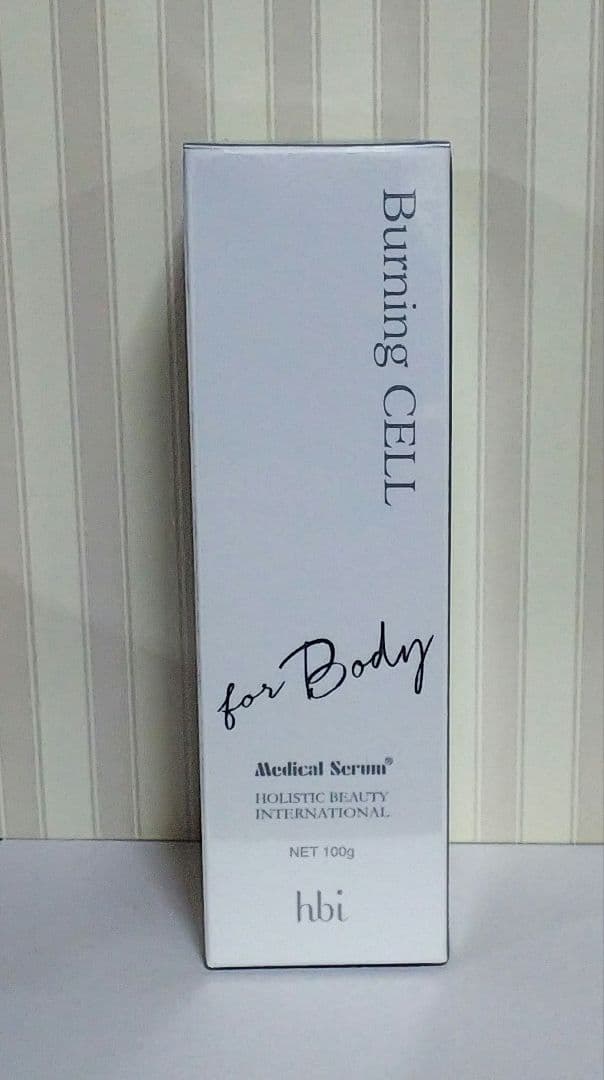 Burning CELL
for Body
Medical Serum®
HOLISTIC BEAUTY
INTERNATIONAL
NET 100g
hbi